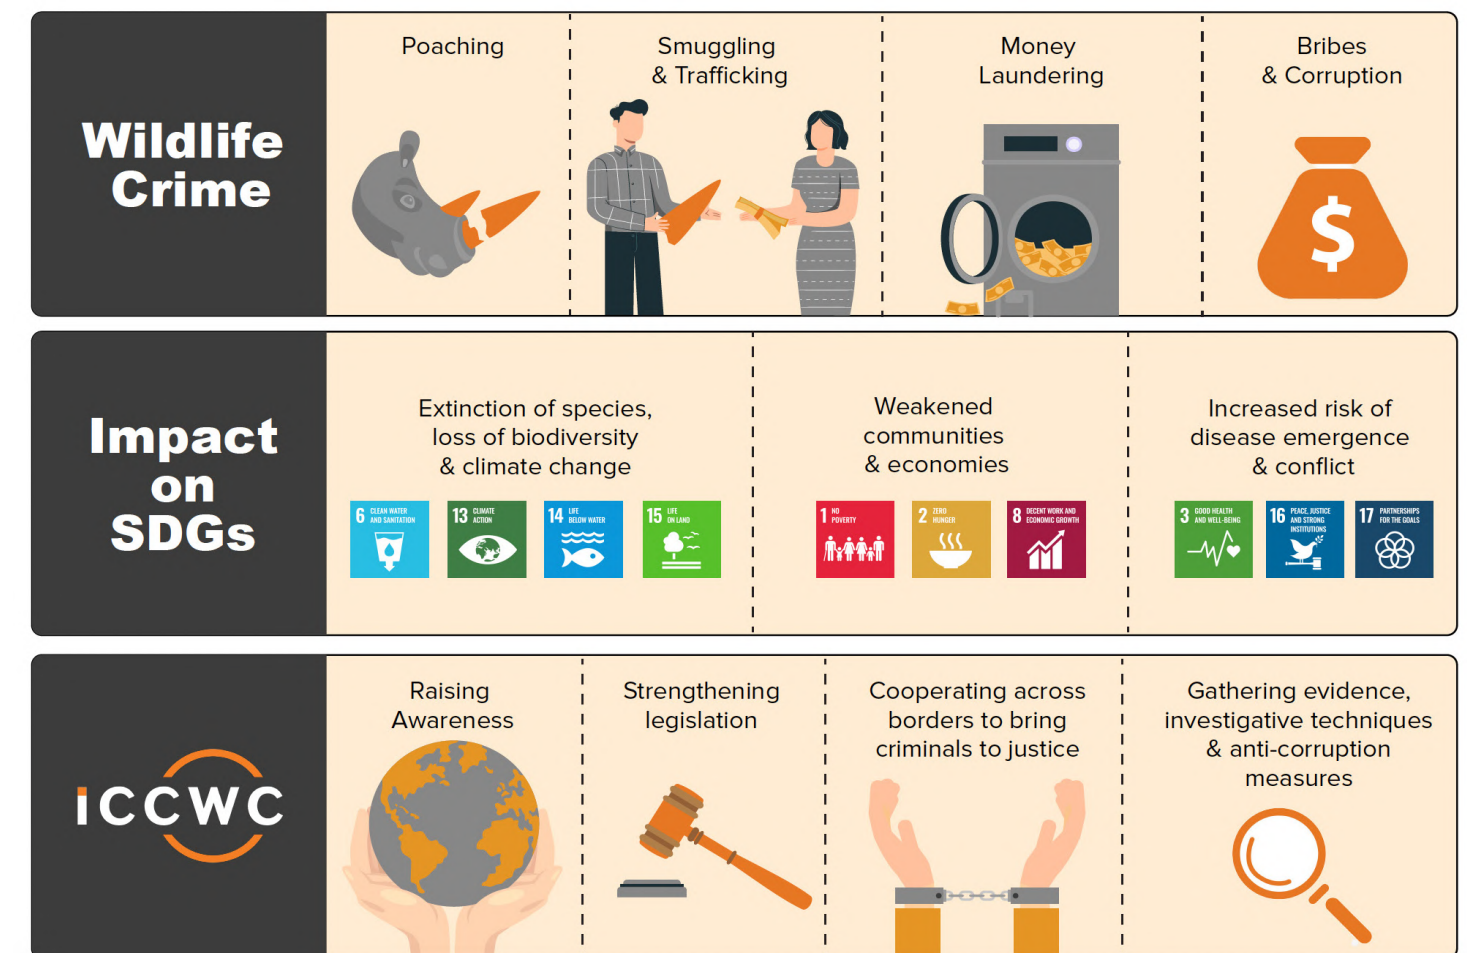 Wildlife
Crime
Poaching
Smuggling
& Trafficking
Money
Laundering
Bribes
& Corruption
$
Impact
on
SDGs
Extinction of species,
loss of biodiversity
& climate change
6 CLEAN WATER
AND SANITATION
13 CLIMATE
ACTION
14 LIFE
BELOW WATER
15 LIFE
ON LAND
Weakened
communities
& economies
1 NO
POVERTY
2 ZERO
HUNGER
8 DECENT WORK AND
ECONOMIC GROWTH
Increased risk of
disease emergence
& conflict
3 GOOD HEALTH
AND WELL-BEING
16 PEACE, JUSTICE
AND STRONG
INSTITUTIONS
17 PARTNERSHIPS
FOR THE GOALS
iCCWC
Raising
Awareness
Strengthening
legislation
Cooperating across
borders to bring
criminals to justice
Gathering evidence,
investigative techniques
& anti-corruption
measures